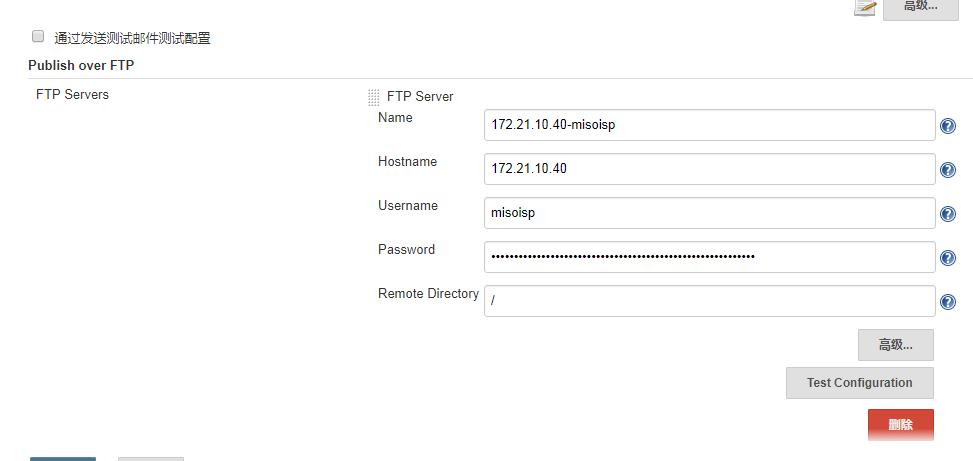 高级...
通过发送测试邮件测试配置
Publish over FTP
FTP Servers
FTP Server
Name
172.21.10.40-misoisp
Hostname
172.21.10.40
Username
misoisp
Password
Remote Directory
/
高级...
Test Configuration
删除